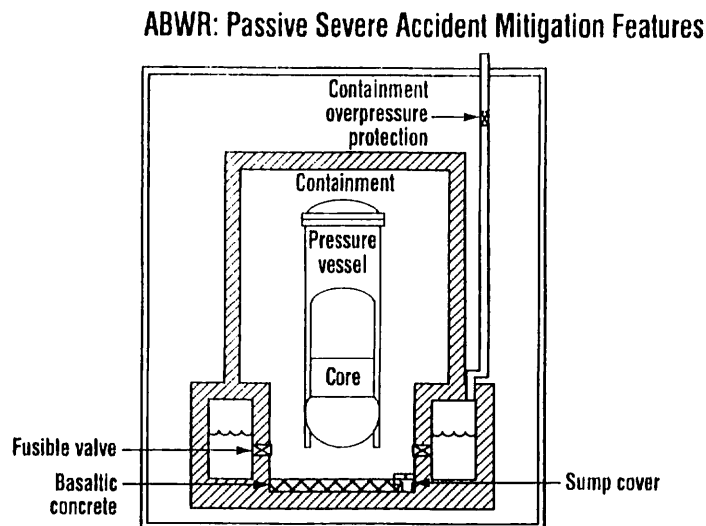 ABWR: Passive Severe Accident Mitigation Features
Containment
overpressure
protection
Containment
Pressure
vessel
Core
Fusible valve
Basaltic
concrete
Sump cover